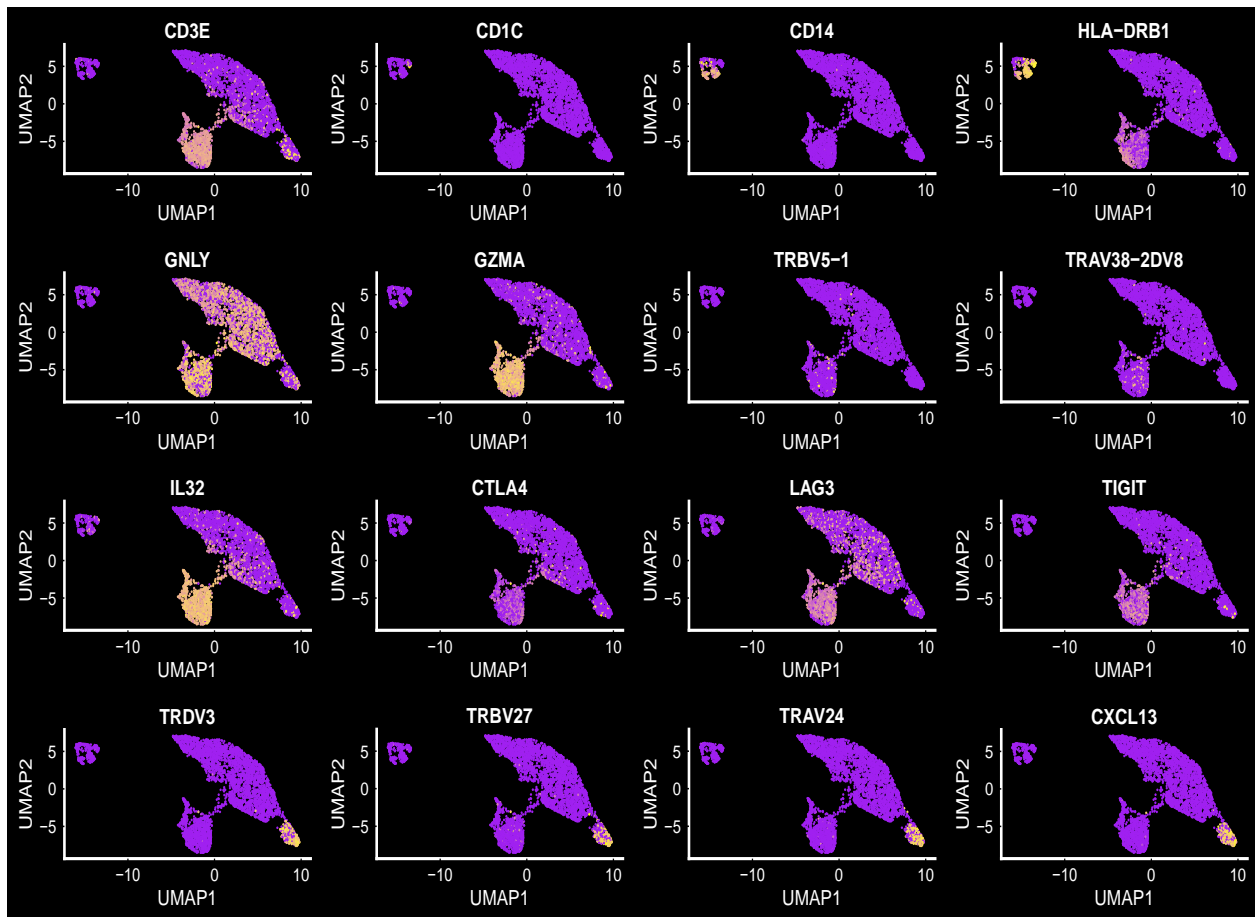 CD3E CD1C CD14 HLA−DRB1
5 5 5 5
UMAP2 UMAP2 UMAP2 UMAP2
0 0 0 0
−5 −5 −5 −5
−10 0 10 −10 0 10 −10 0 10 −10 0 10
UMAP1 UMAP1 UMAP1 UMAP1
GNLY GZMA TRBV5−1 TRAV38−2DV8
5 5 5 5
UMAP2 UMAP2 UMAP2 UMAP2
0 0 0 0
−5 −5 −5 −5
−10 0 10 −10 0 10 −10 0 10 −10 0 10
UMAP1 UMAP1 UMAP1 UMAP1
IL32 CTLA4 LAG3 TIGIT
5 5 5 5
UMAP2 UMAP2 UMAP2 UMAP2
0 0 0 0
−5 −5 −5 −5
−10 0 10 −10 0 10 −10 0 10 −10 0 10
UMAP1 UMAP1 UMAP1 UMAP1
TRDV3 TRBV27 TRAV24 CXCL13
5 5 5 5
UMAP2 UMAP2 UMAP2 UMAP2
0 0 0 0
−5 −5 −5 −5
−10 0 10 −10 0 10 −10 0 10 −10 0 10
UMAP1 UMAP1 UMAP1 UMAP1